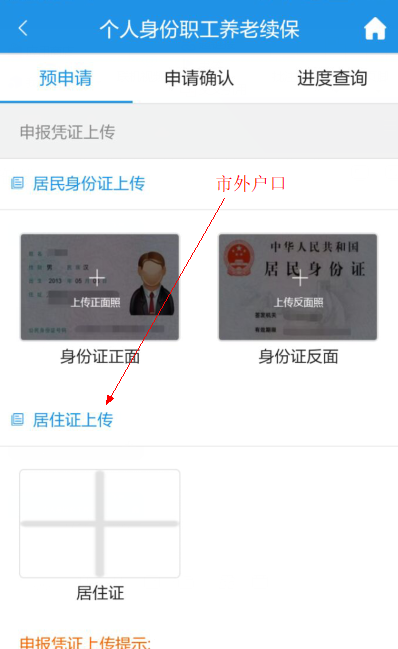 个人身份职工养老续保
预申请 申请确认 进度查询
申报凭证上传
居民身份证上传
市外户口
上传正面照
中华人民共和国
居民身份证
上传反面照
身份证正面 身份证反面
居住证上传
居住证
申报凭证上传提示: